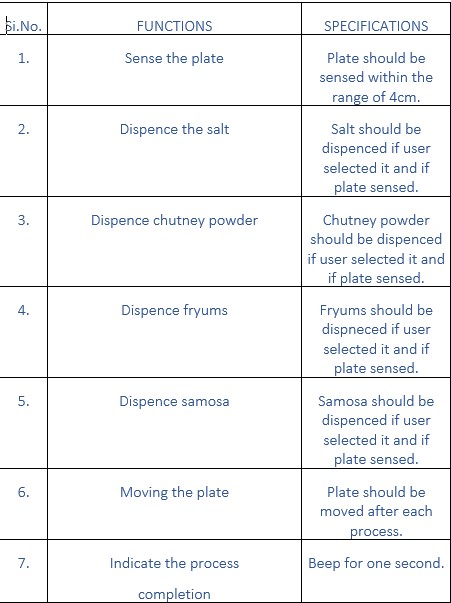 Si.No. FUNCTIONS SPECIFICATIONS
1. Sense the plate Plate should be
sensed within the
range of 4cm.
2. Dispence the salt Salt should be
dispenced if user
selected it and if
plate sensed.
3. Dispence chutney powder Chutney powder
should be dispenced
if user selected it and
if plate sensed.
4. Dispence fryums Fryums should be
dispneced if user
selected it and if
plate sensed.
5. Dispence samosa Samosa should be
dispenced if user
selected it and if
plate sensed.
6. Moving the plate Plate should be
moved after each
process.
7. Indicate the process Beep for one second.
completion